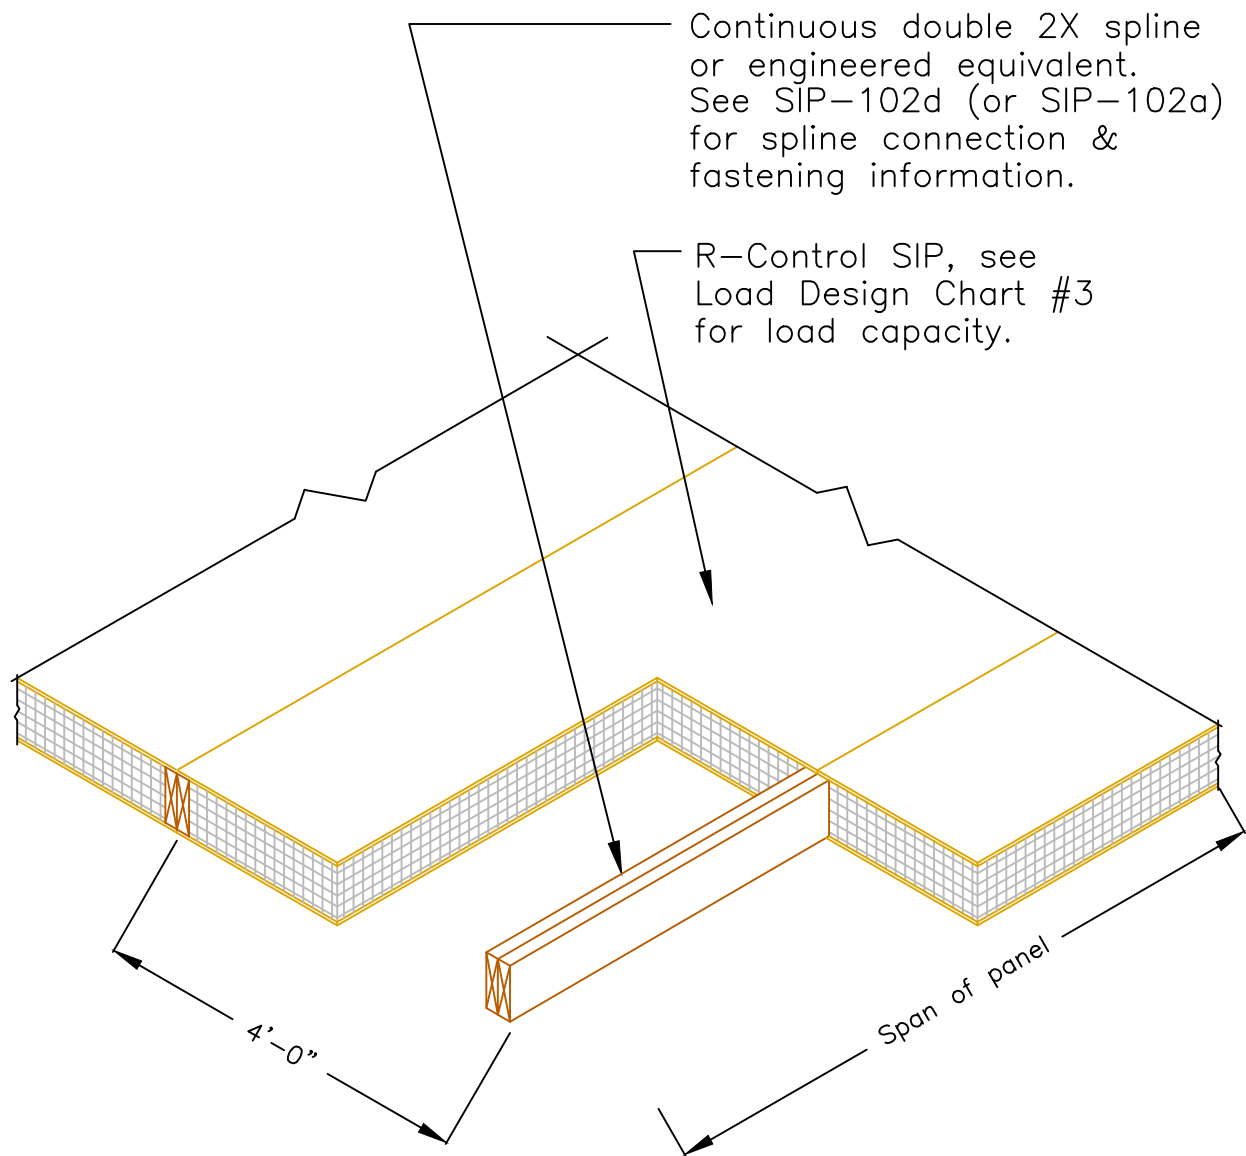 Continuous double 2X spline
or engineered equivalent.
See SIP-102d (or SIP-102a)
for spline connection &
fastening information.
R-Control SIP, see
Load Design Chart #3
for load capacity.
4'-0"
Span of panel